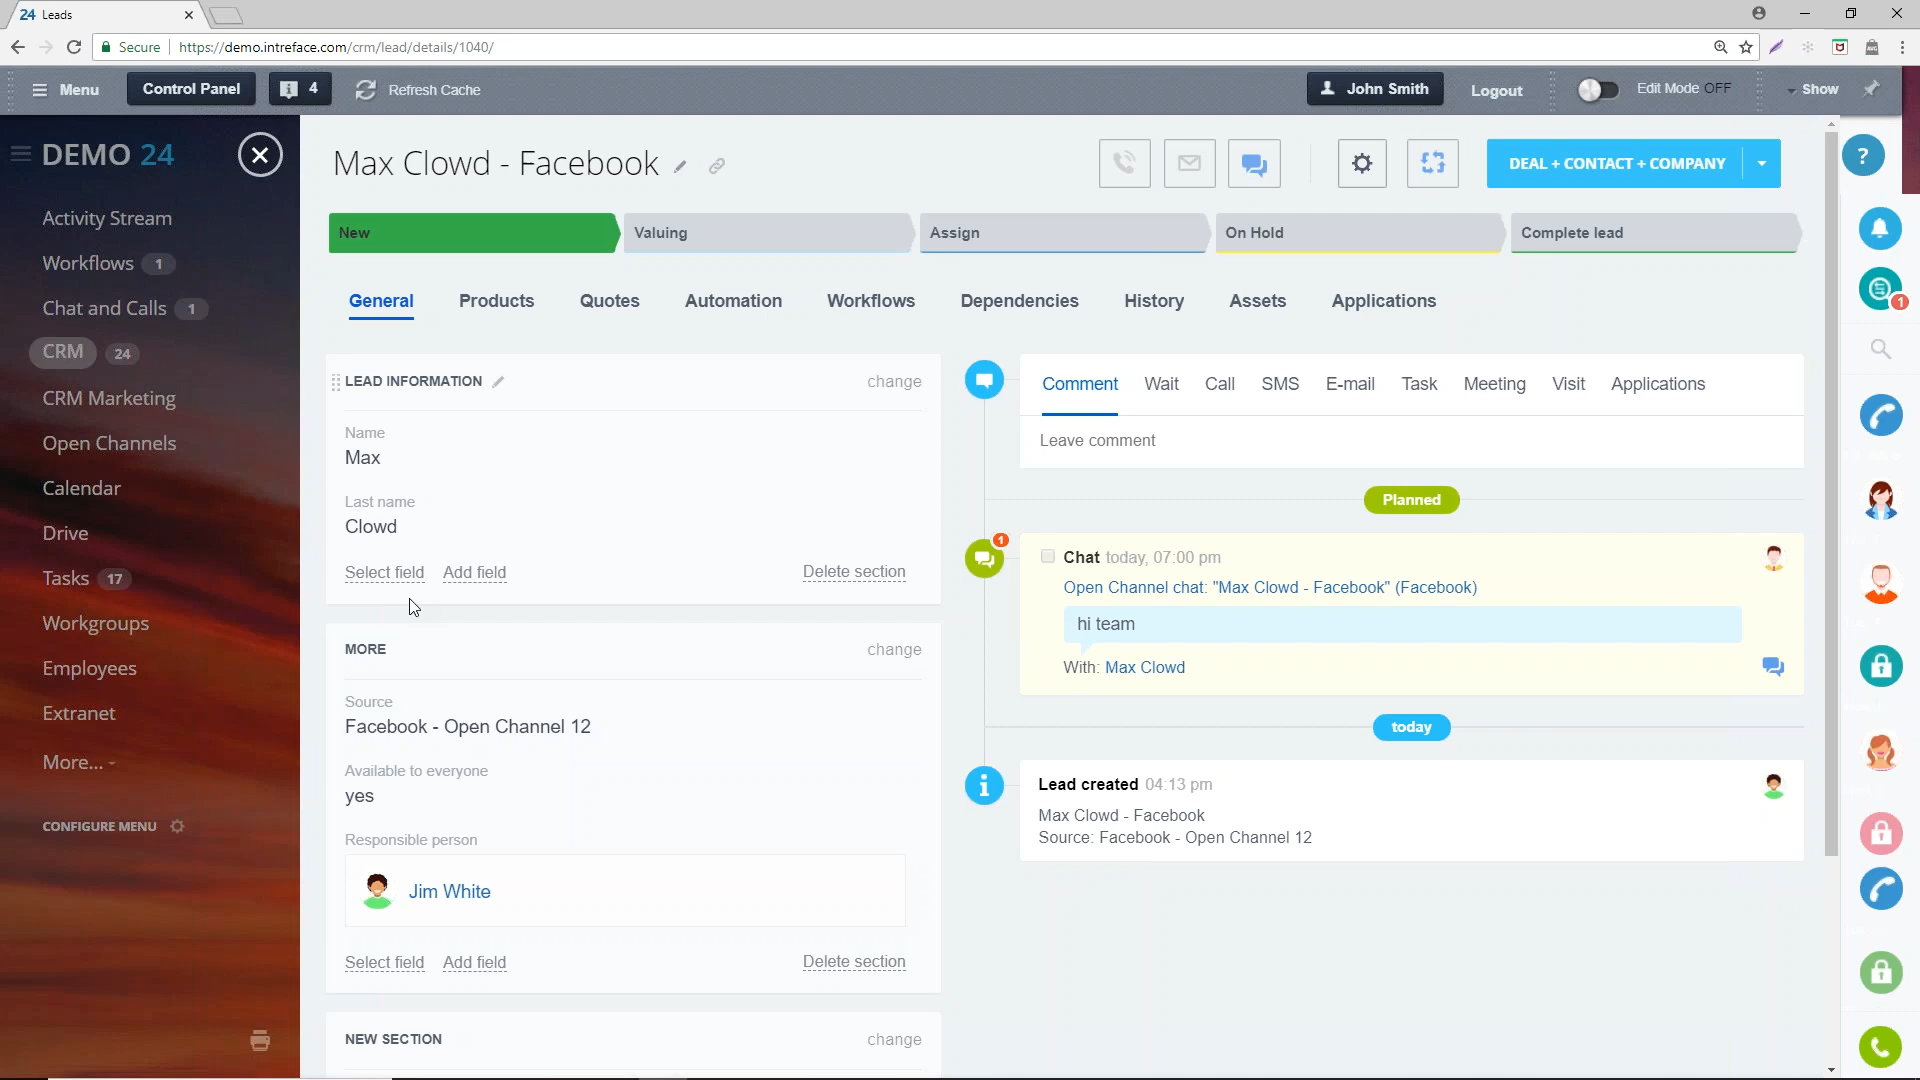 24 Leads
Secure https://demo.intreface.com/crm/lead/details/1040/
Menu Control Panel 4 Refresh Cache John Smith Logout Edit Mode OFF Show
DEMO 24
Activity Stream
Workflows 1
Chat and Calls 1
CRM 24
CRM Marketing
Open Channels
Calendar
Drive
Tasks 17
Workgroups
Employees
Extranet
More...
CONFIGURE MENU
Max Clowd - Facebook
DEAL + CONTACT + COMPANY
?
New Valuing Assign On Hold Complete lead
General Products Quotes Automation Workflows Dependencies History Assets Applications
1
LEAD INFORMATION change
Name
Max
Last name
Clowd
Select field Add field Delete section
MORE change
Source
Facebook - Open Channel 12
Available to everyone
yes
Responsible person
Jim White
Select field Add field Delete section
NEW SECTION change
Comment Wait Call SMS E-mail Task Meeting Visit Applications
Leave comment
Planned
1
Chat today, 07:00 pm
Open Channel chat: "Max Clowd - Facebook" (Facebook)
hi team
With: Max Clowd
today
Lead created 04:13 pm
Max Clowd - Facebook
Source: Facebook - Open Channel 12